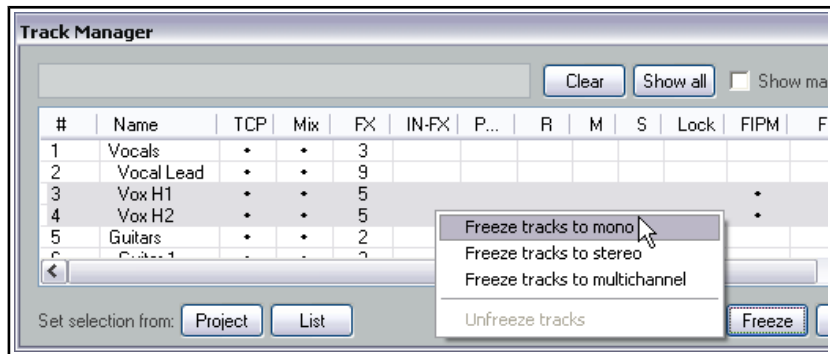 Track Manager
Clear Show all Show ma
# Name TCP Mix FX IN-FX P... R M S Lock FIPM F
1 Vocals • • 3
2 Vocal Lead • • 9
3 Vox H1 • • 5 •
4 Vox H2 • • 5 •
5 Guitars • • 2
Freeze tracks to mono
Freeze tracks to stereo
Freeze tracks to multichannel
Unfreeze tracks
Set selection from: Project List Freeze